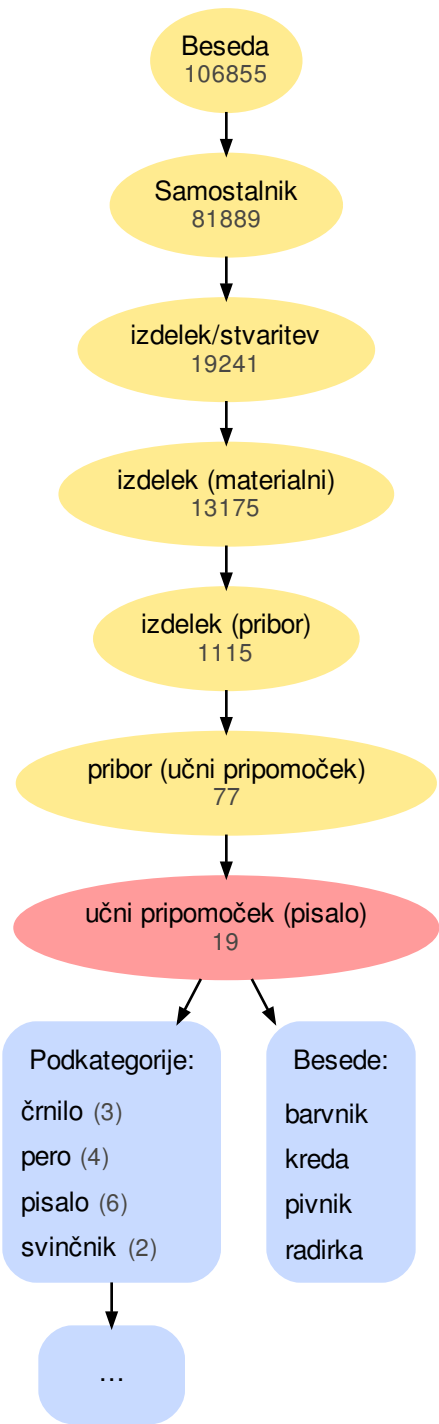 Beseda
106855
Samostalnik
81889
izdelek/stvaritev
19241
izdelek (materialni)
13175
izdelek (pribor)
1115
pribor (učni pripomoček)
77
učni pripomoček (pisalo)
19
Podkategorije:
črnilo (3)
pero (4)
pisalo (6)
svinčnik (2)
Besede:
barvnik
kreda
pivnik
radirka
...